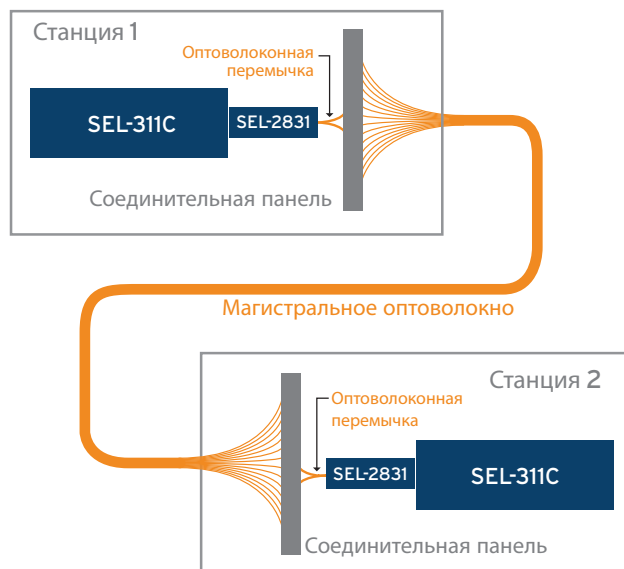 Станция 1
Оптоволоконная
перемычка
SEL-311C
SEL-2831
Соединительная панель
Магистральное оптоволокно
Станция 2
Оптоволоконная
перемычка
SEL-2831
SEL-311C
Соединительная панель